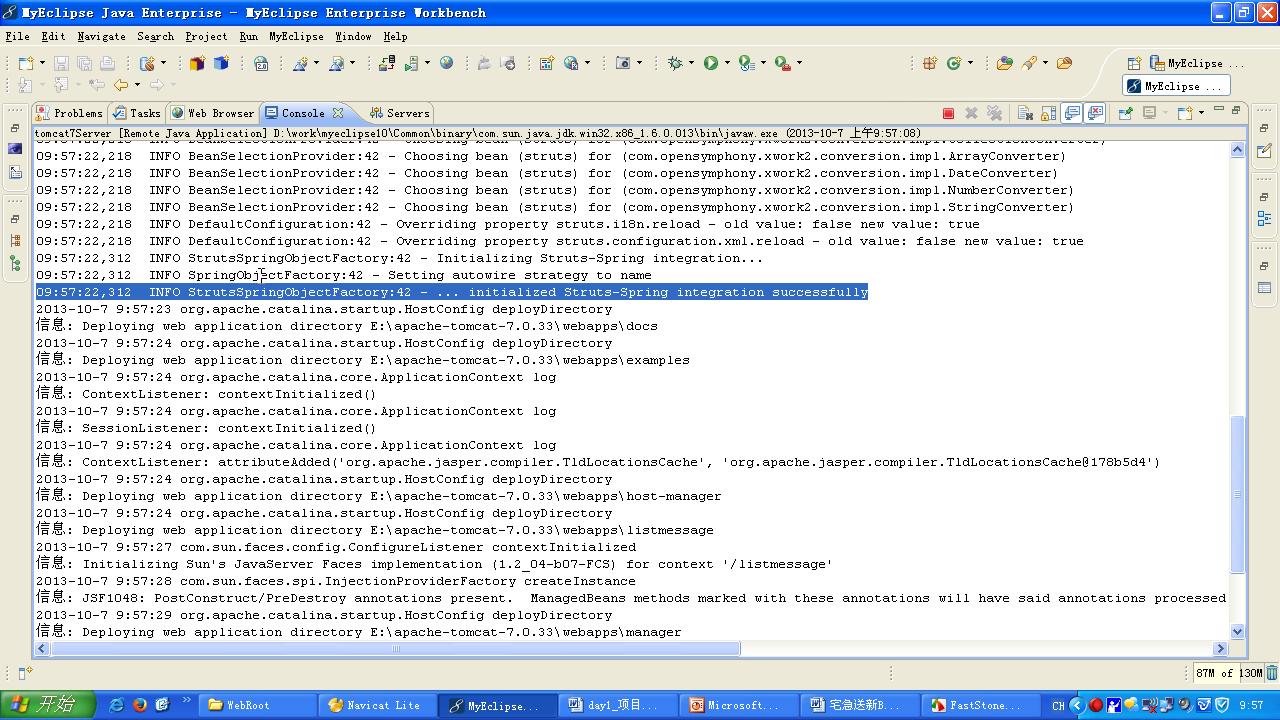 MyEclipse Java Enterprise - MyEclipse Enterprise Workbench
File Edit Navigate Search Project Run MyEclipse Window Help
MyEclipse ...
MyEclipse ...
Problems Tasks Web Browser Console Servers
tomcat7Server [Remote Java Application] D:\work\myeclipse10\Common\binary\com.sun.java.jdk.win32.x86_1.6.0.013\bin\javaw.exe (2013-10-7 上午9:57:08)
09:57:22,218 INFO BeanSelectionProvider:42 - Choosing bean (struts) for (com.opensymphony.xwork2.conversion.impl.ArrayConverter)
09:57:22,218 INFO BeanSelectionProvider:42 - Choosing bean (struts) for (com.opensymphony.xwork2.conversion.impl.DateConverter)
09:57:22,218 INFO BeanSelectionProvider:42 - Choosing bean (struts) for (com.opensymphony.xwork2.conversion.impl.NumberConverter)
09:57:22,218 INFO BeanSelectionProvider:42 - Choosing bean (struts) for (com.opensymphony.xwork2.conversion.impl.StringConverter)
09:57:22,218 INFO DefaultConfiguration:42 - Overriding property struts.i18n.reload - old value: false new value: true
09:57:22,218 INFO DefaultConfiguration:42 - Overriding property struts.configuration.xml.reload - old value: false new value: true
09:57:22,312 INFO StrutsSpringObjectFactory:42 - Initializing Struts-Spring integration...
09:57:22,312 INFO SpringObjectFactory:42 - Setting autowire strategy to name
09:57:22,312 INFO StrutsSpringObjectFactory:42 - ... initialized Struts-Spring integration successfully
2013-10-7 9:57:23 org.apache.catalina.startup.HostConfig deployDirectory
信息: Deploying web application directory E:\apache-tomcat-7.0.33\webapps\docs
2013-10-7 9:57:24 org.apache.catalina.startup.HostConfig deployDirectory
信息: Deploying web application directory E:\apache-tomcat-7.0.33\webapps\examples
2013-10-7 9:57:24 org.apache.catalina.core.ApplicationContext log
信息: ContextListener: contextInitialized()
2013-10-7 9:57:24 org.apache.catalina.core.ApplicationContext log
信息: SessionListener: contextInitialized()
2013-10-7 9:57:24 org.apache.catalina.core.ApplicationContext log
信息: ContextListener: attributeAdded('org.apache.jasper.compiler.TldLocationsCache', 'org.apache.jasper.compiler.TldLocationsCache@178b5d4')
2013-10-7 9:57:24 org.apache.catalina.startup.HostConfig deployDirectory
信息: Deploying web application directory E:\apache-tomcat-7.0.33\webapps\host-manager
2013-10-7 9:57:24 org.apache.catalina.startup.HostConfig deployDirectory
信息: Deploying web application directory E:\apache-tomcat-7.0.33\webapps\listmessage
2013-10-7 9:57:27 com.sun.faces.config.ConfigureListener contextInitialized
信息: Initializing Sun's JavaServer Faces implementation (1.2_04-b07-FCS) for context '/listmessage'
2013-10-7 9:57:28 com.sun.faces.spi.InjectionProviderFactory createInstance
信息: JSF1048: PostConstruct/PreDestroy annotations present.  ManagedBeans methods marked with these annotations will have said annotations processed
2013-10-7 9:57:29 org.apache.catalina.startup.HostConfig deployDirectory
信息: Deploying web application directory E:\apache-tomcat-7.0.33\webapps\manager
87M of 130M
开始 WebRoot Navicat Lite MyEclipse... day1_项目... Microsoft... 宅急送新B... FastStone... CH 9:57